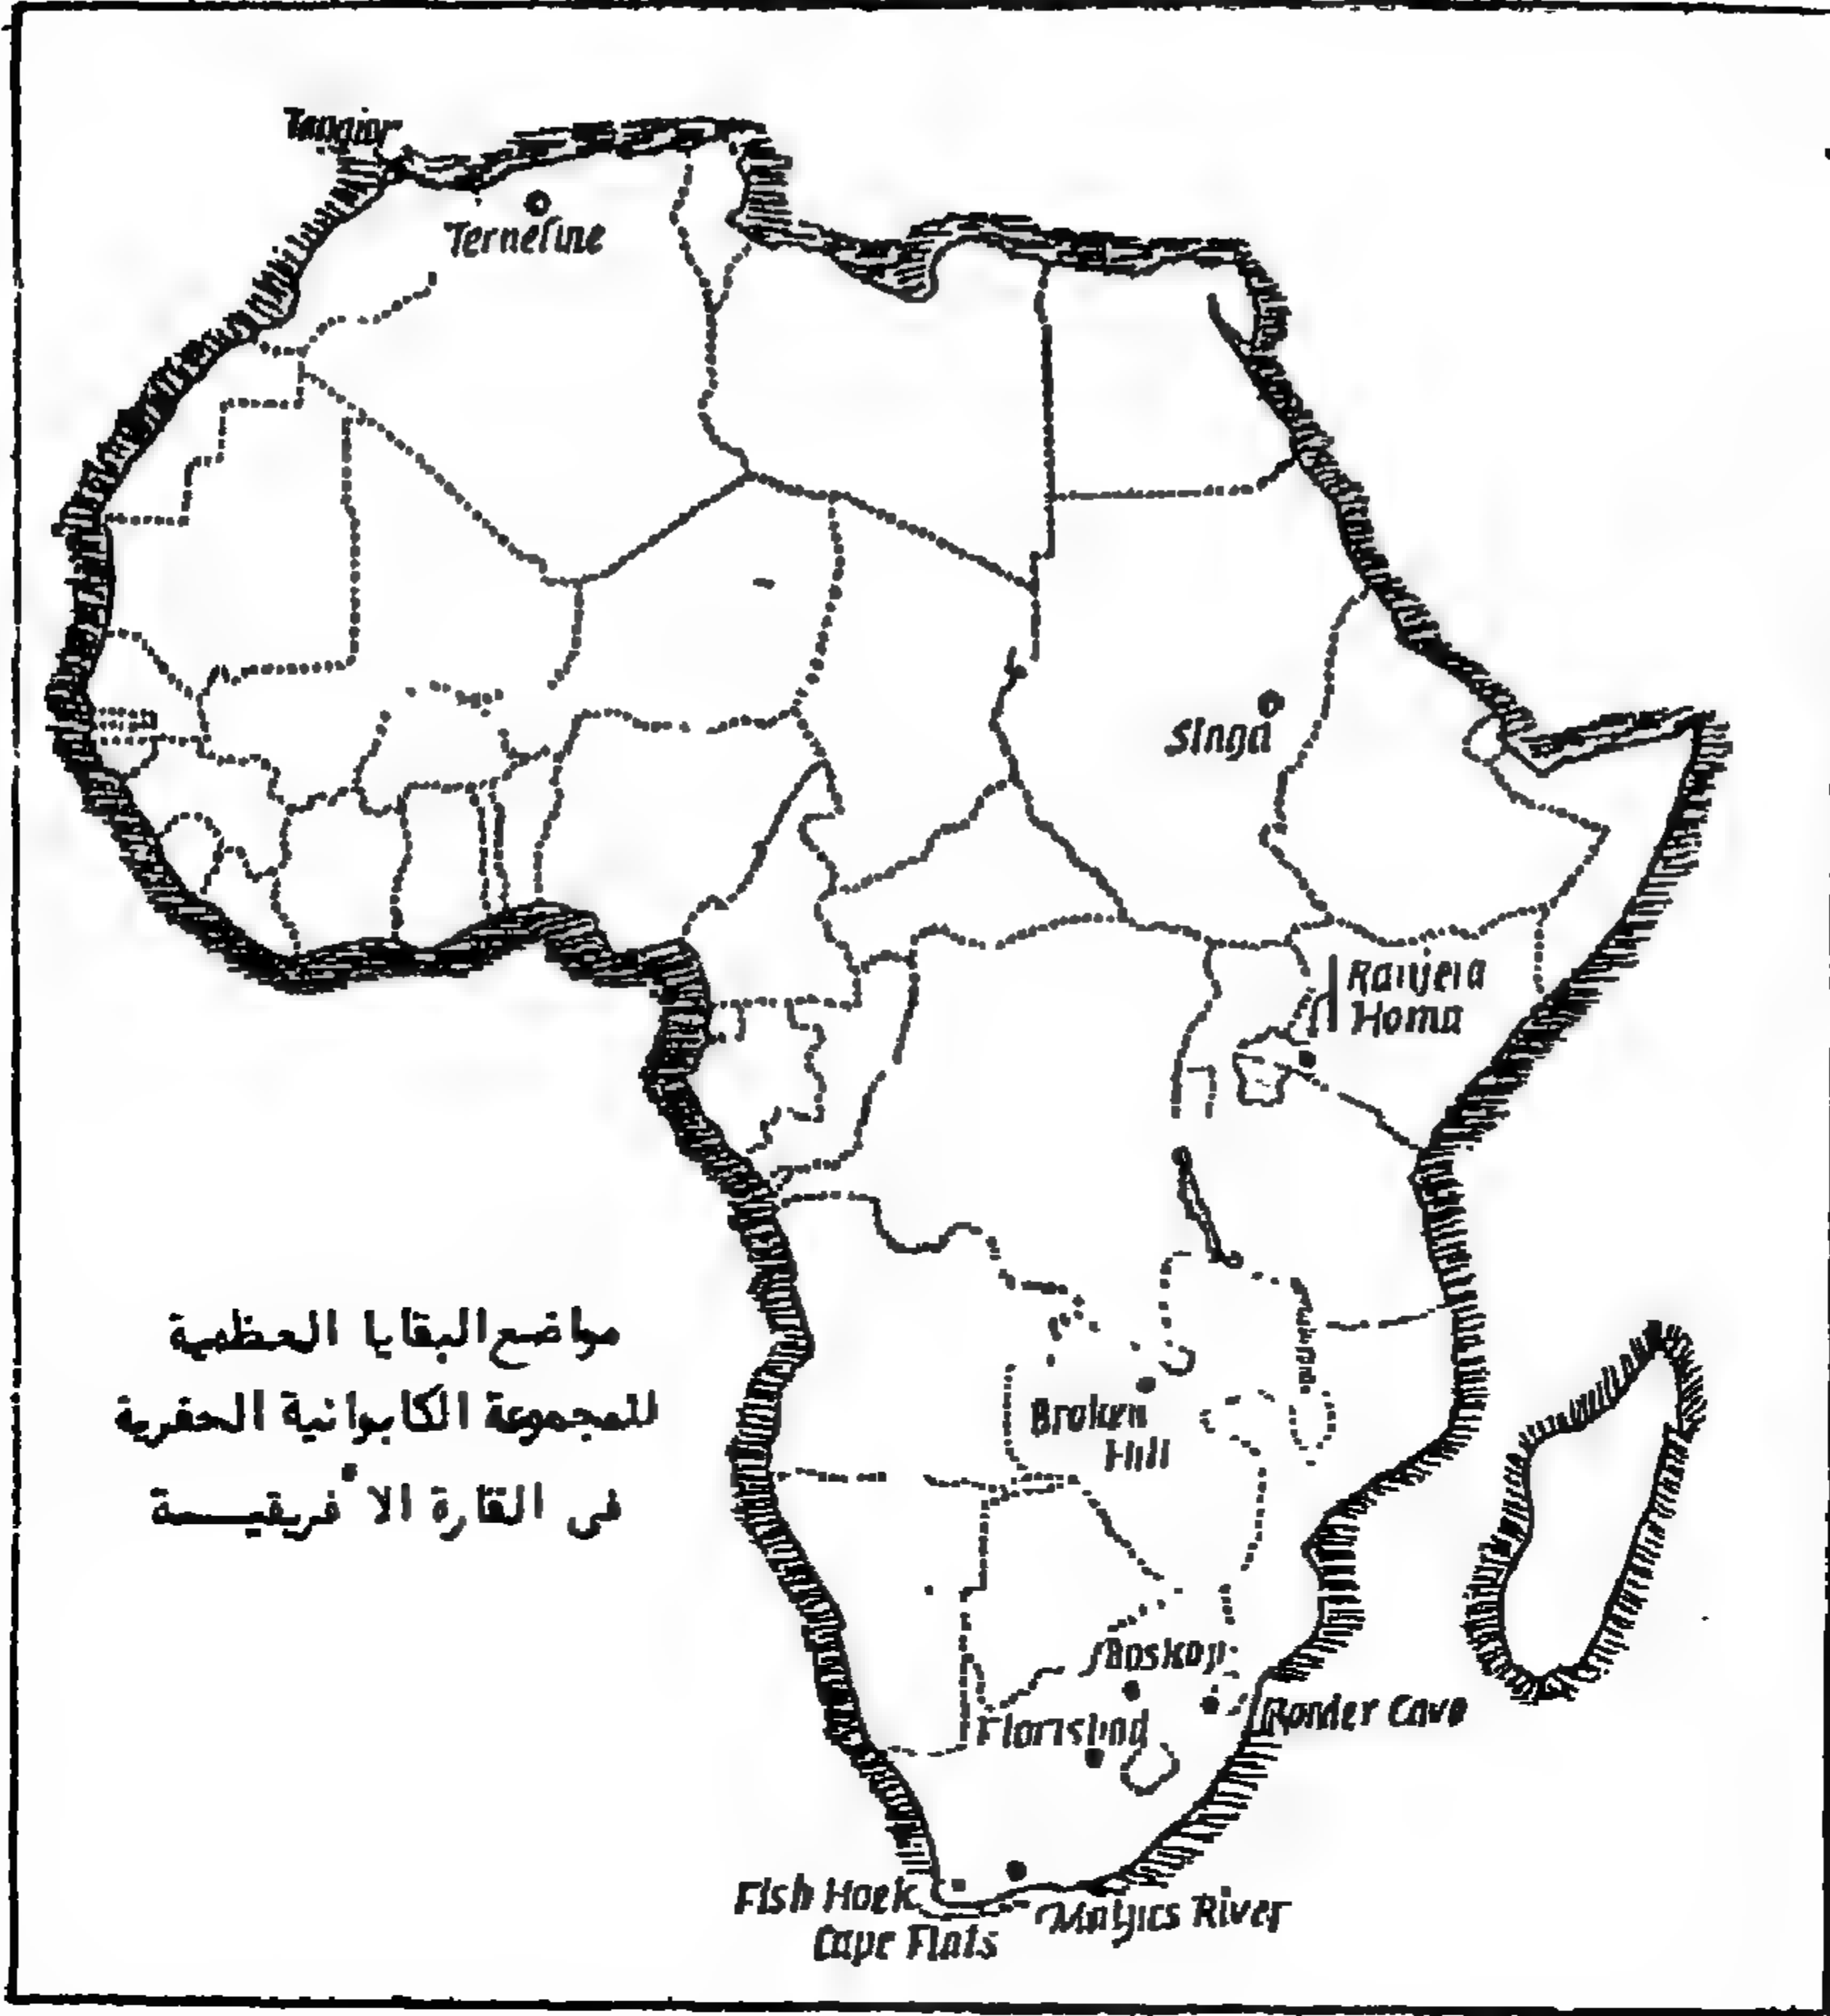 Tangier
Ternefine
Singa
Kanjera
Homa
مواضع البقايا العظمية
للمجموعة الكابوانية الحفرية
فى القارة الافريقيـــة
Broken
Hill
Boskop
Florisbad
Border Cave
Fish Hoek
Cape Flats
Matjies River